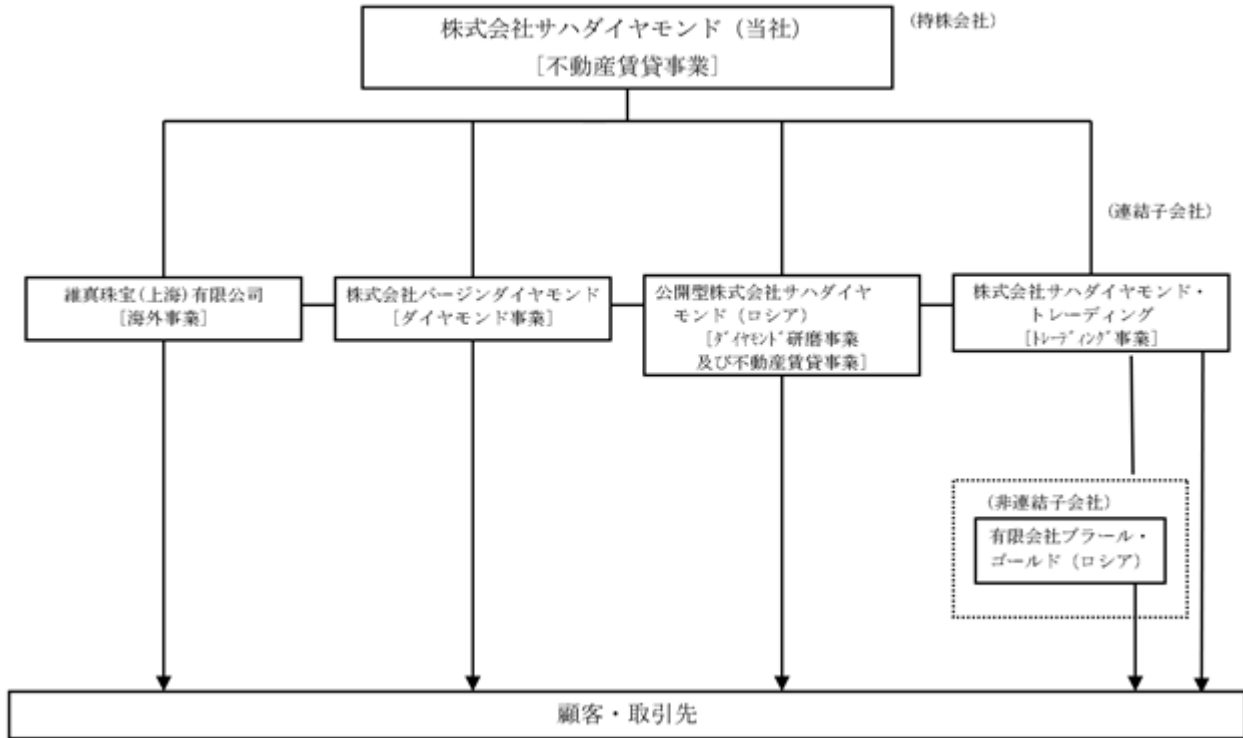 株式会社サハダイヤモンド（当社）
［不動産賃貸事業］
（持株会社）
（連結子会社）
維真珠宝(上海)有限公司
［海外事業］
株式会社バージンダイヤモンド
［ダイヤモンド事業］
公開型株式会社サハダイヤ
モンド（ロシア）
［ﾀﾞｲﾔﾓﾝﾄﾞ研磨事業
及び不動産賃貸事業］
株式会社サハダイヤモンド・
トレーディング
［ﾄﾚｰﾃﾞｨﾝｸﾞ事業］
（非連結子会社）
有限会社ブラール・
ゴールド（ロシア）
顧客・取引先